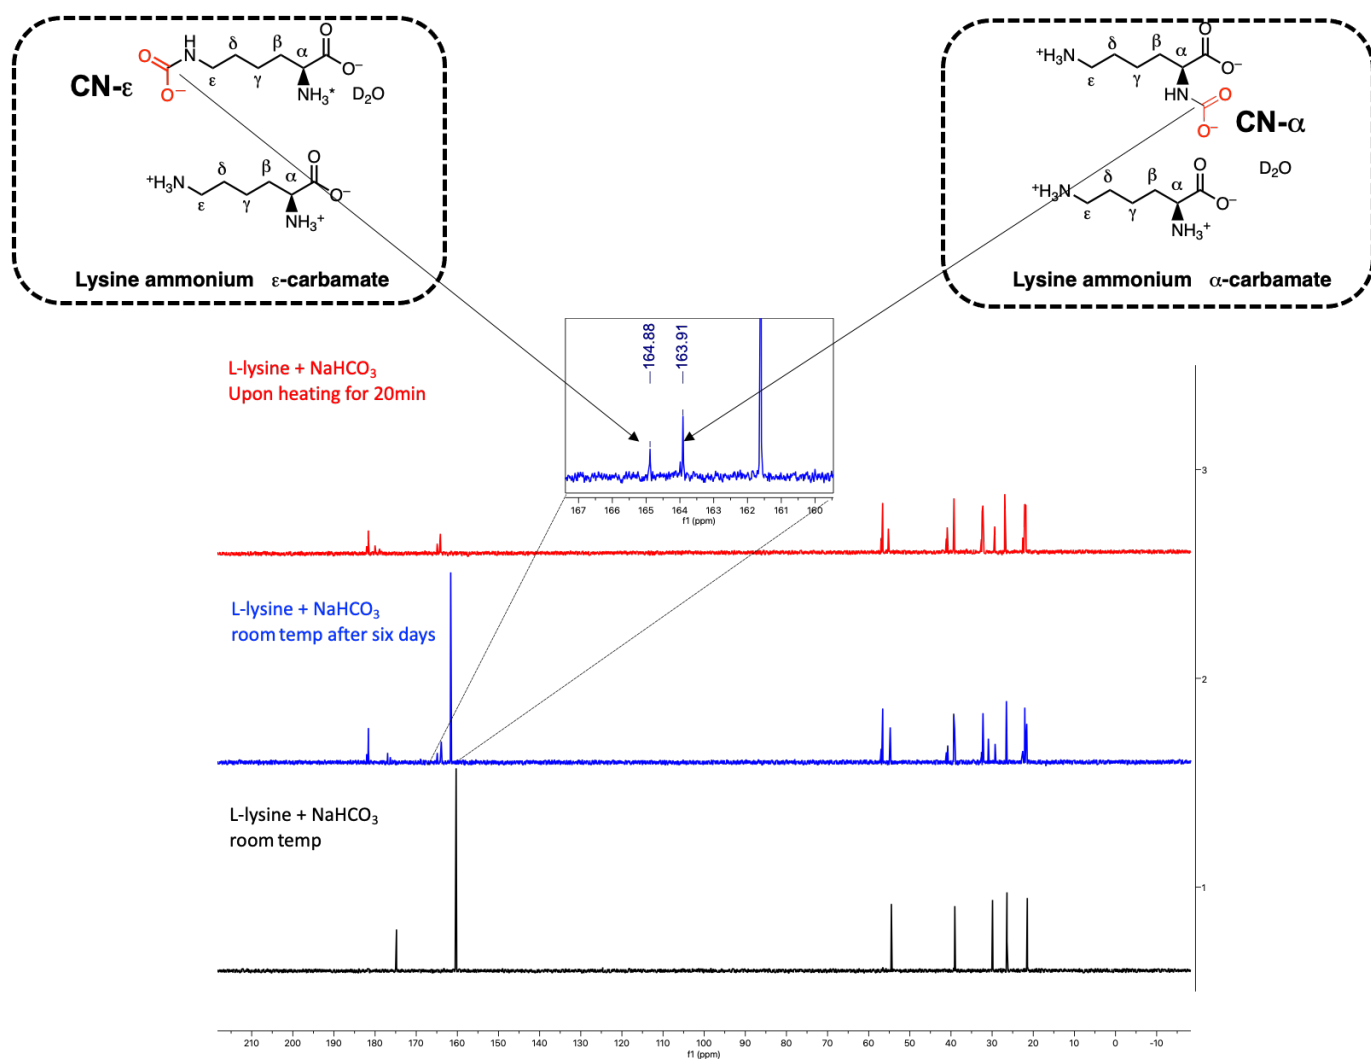 O
H
N
δ
β
α
O
O⁻
CN-ε
O⁻
ε
γ
NH₃*
D₂O
⁺H₃N
δ
β
α
O
O⁻
ε
γ
NH₃⁺
Lysine ammonium ε-carbamate
⁺H₃N
δ
β
α
O
O⁻
ε
γ
HN
O
O⁻
CN-α
D₂O
⁺H₃N
δ
β
α
O
O⁻
ε
γ
NH₃⁺
Lysine ammonium α-carbamate
—164.88
—163.91
167 166 165 164 163 162 161 160
f1 (ppm)
L-lysine + NaHCO₃
Upon heating for 20min
3
L-lysine + NaHCO₃
room temp after six days
2
L-lysine + NaHCO₃
room temp
1
210 200 190 180 170 160 150 140 130 120 110 100 90 80 70 60 50 40 30 20 10 0 -10
f1 (ppm)